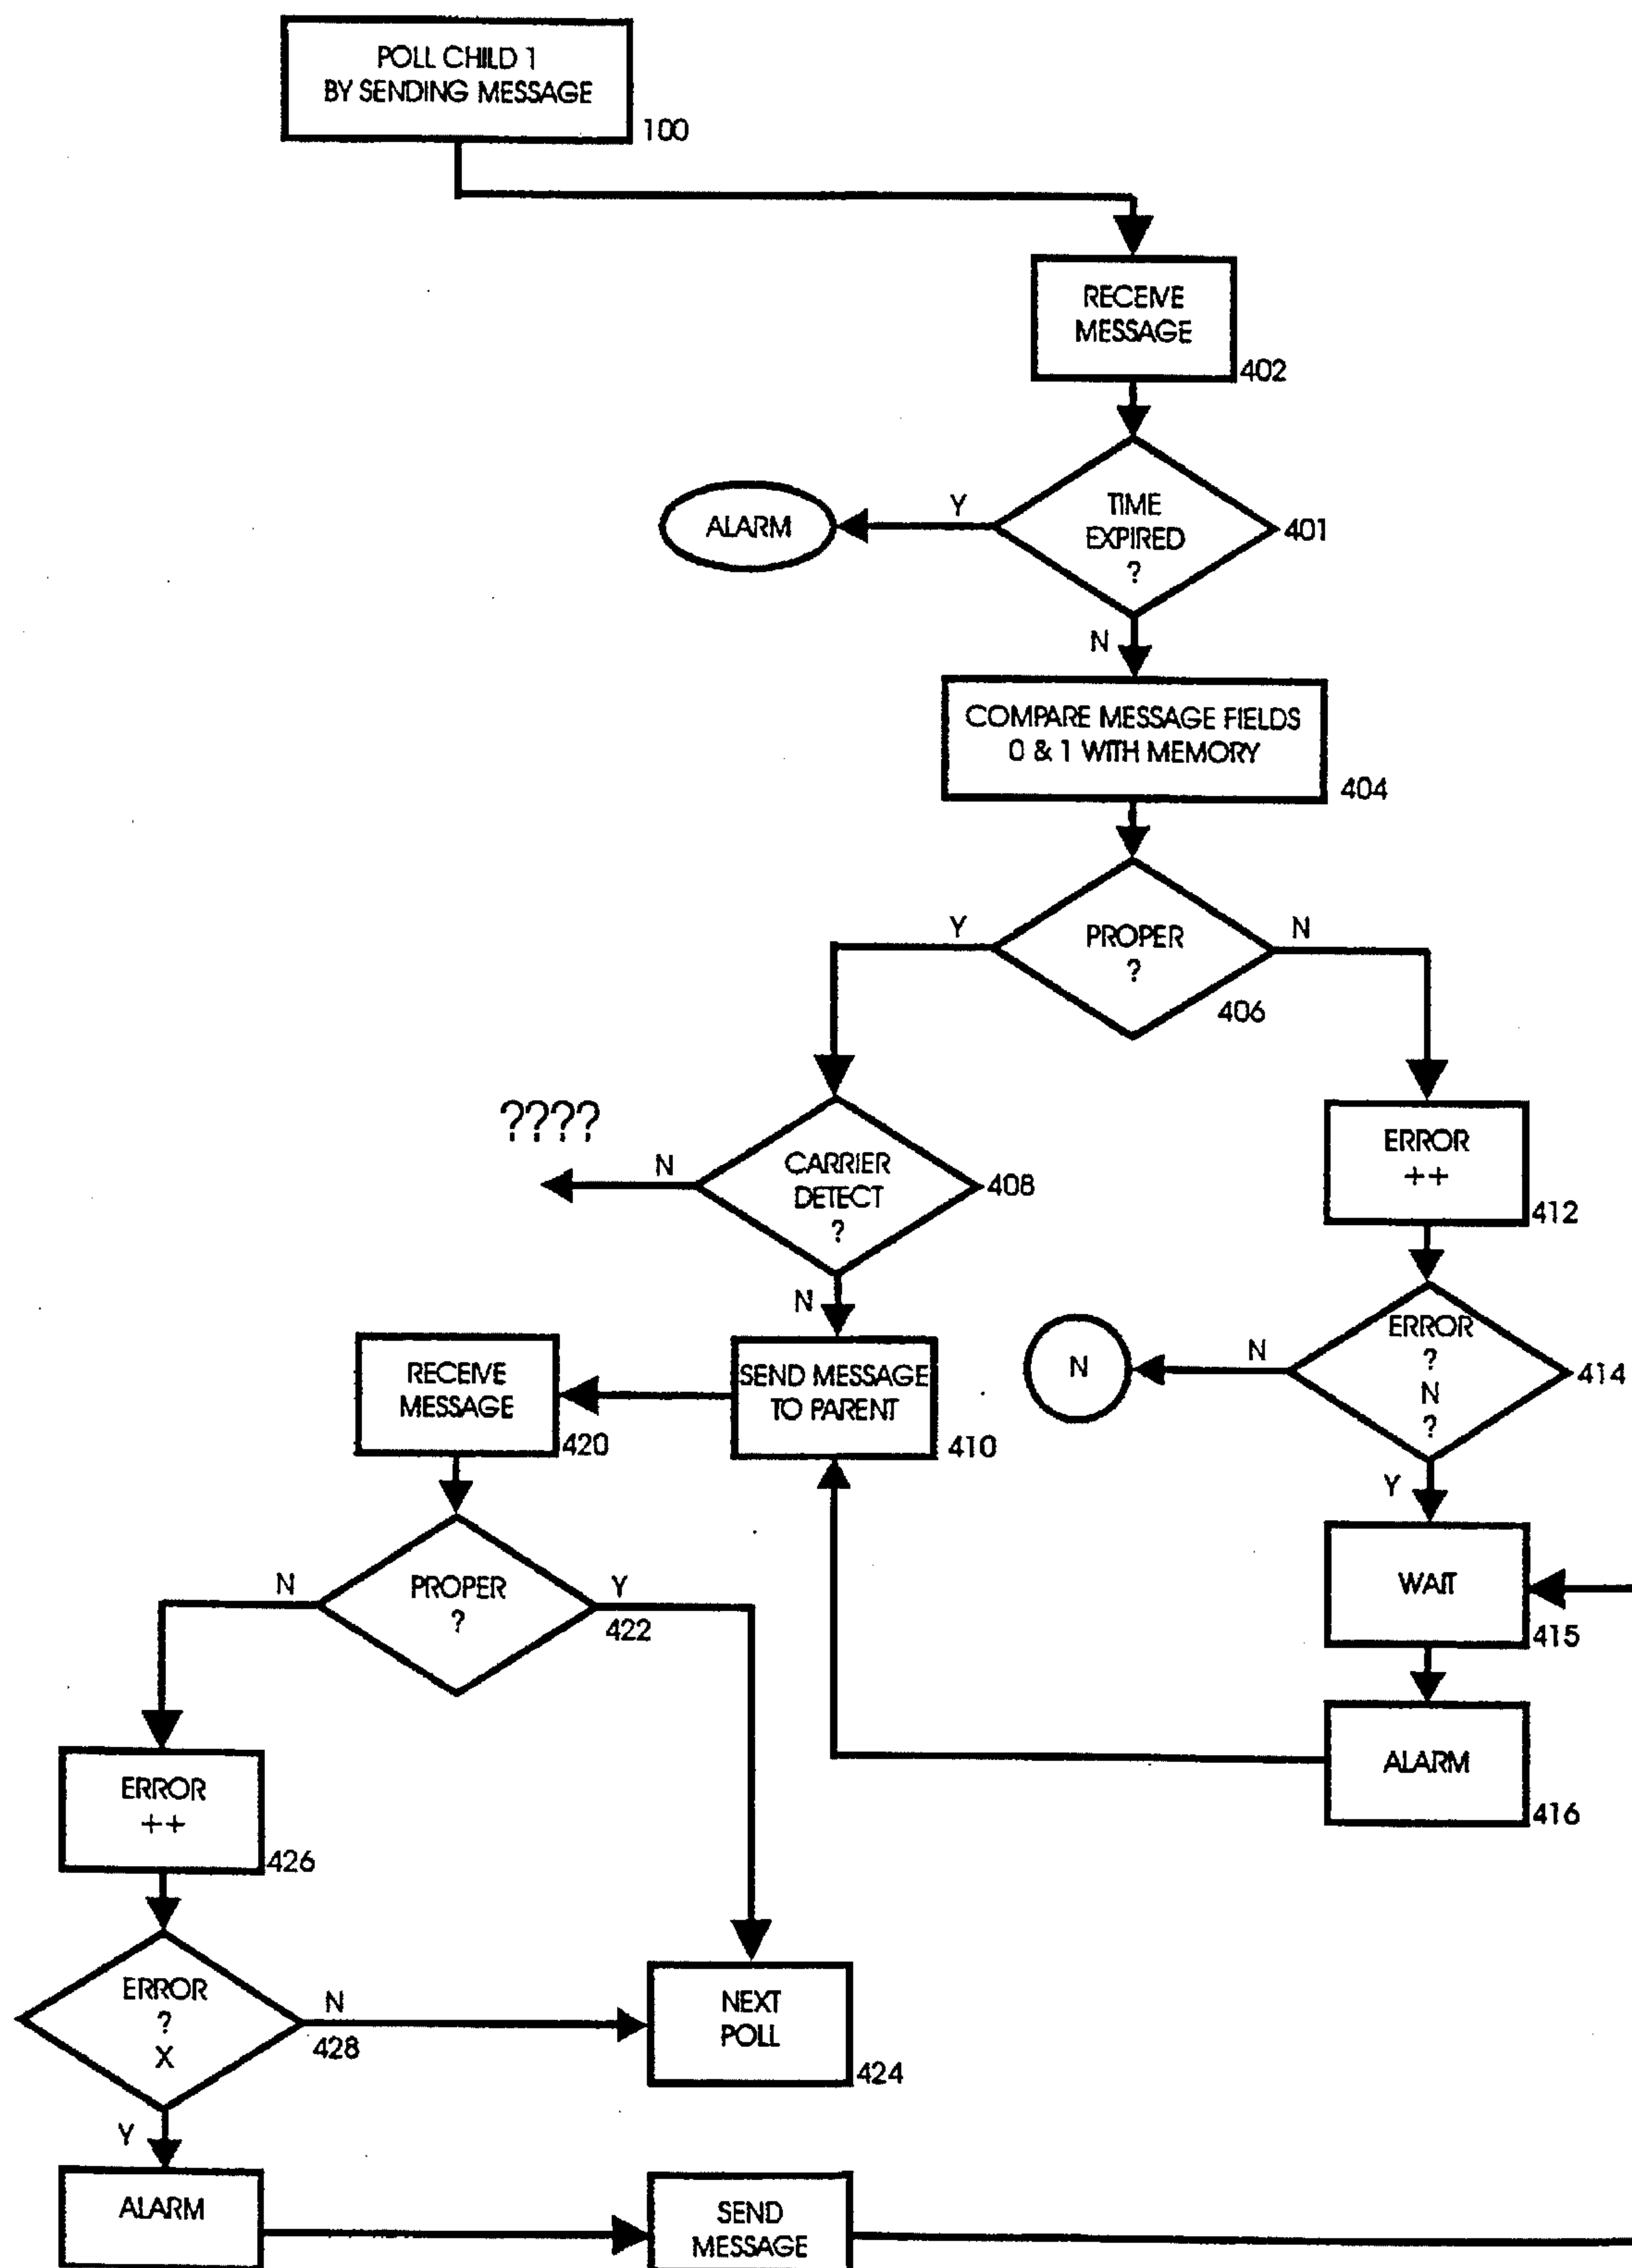 POLL CHILD 1
BY SENDING MESSAGE
100
RECEIVE
MESSAGE
402
TIME
EXPIRED
?
401
Y
ALARM
N
COMPARE MESSAGE FIELDS
0 & 1 WITH MEMORY
404
PROPER
?
406
Y
N
????
N
CARRIER
DETECT
?
408
N
ERROR
++
412
ERROR
?
N
?
414
N
N
Y
SEND MESSAGE
TO PARENT
410
RECEIVE
MESSAGE
420
WAIT
415
ALARM
416
PROPER
?
422
N
Y
ERROR
++
426
ERROR
?
X
428
N
NEXT
POLL
424
Y
ALARM
SEND
MESSAGE